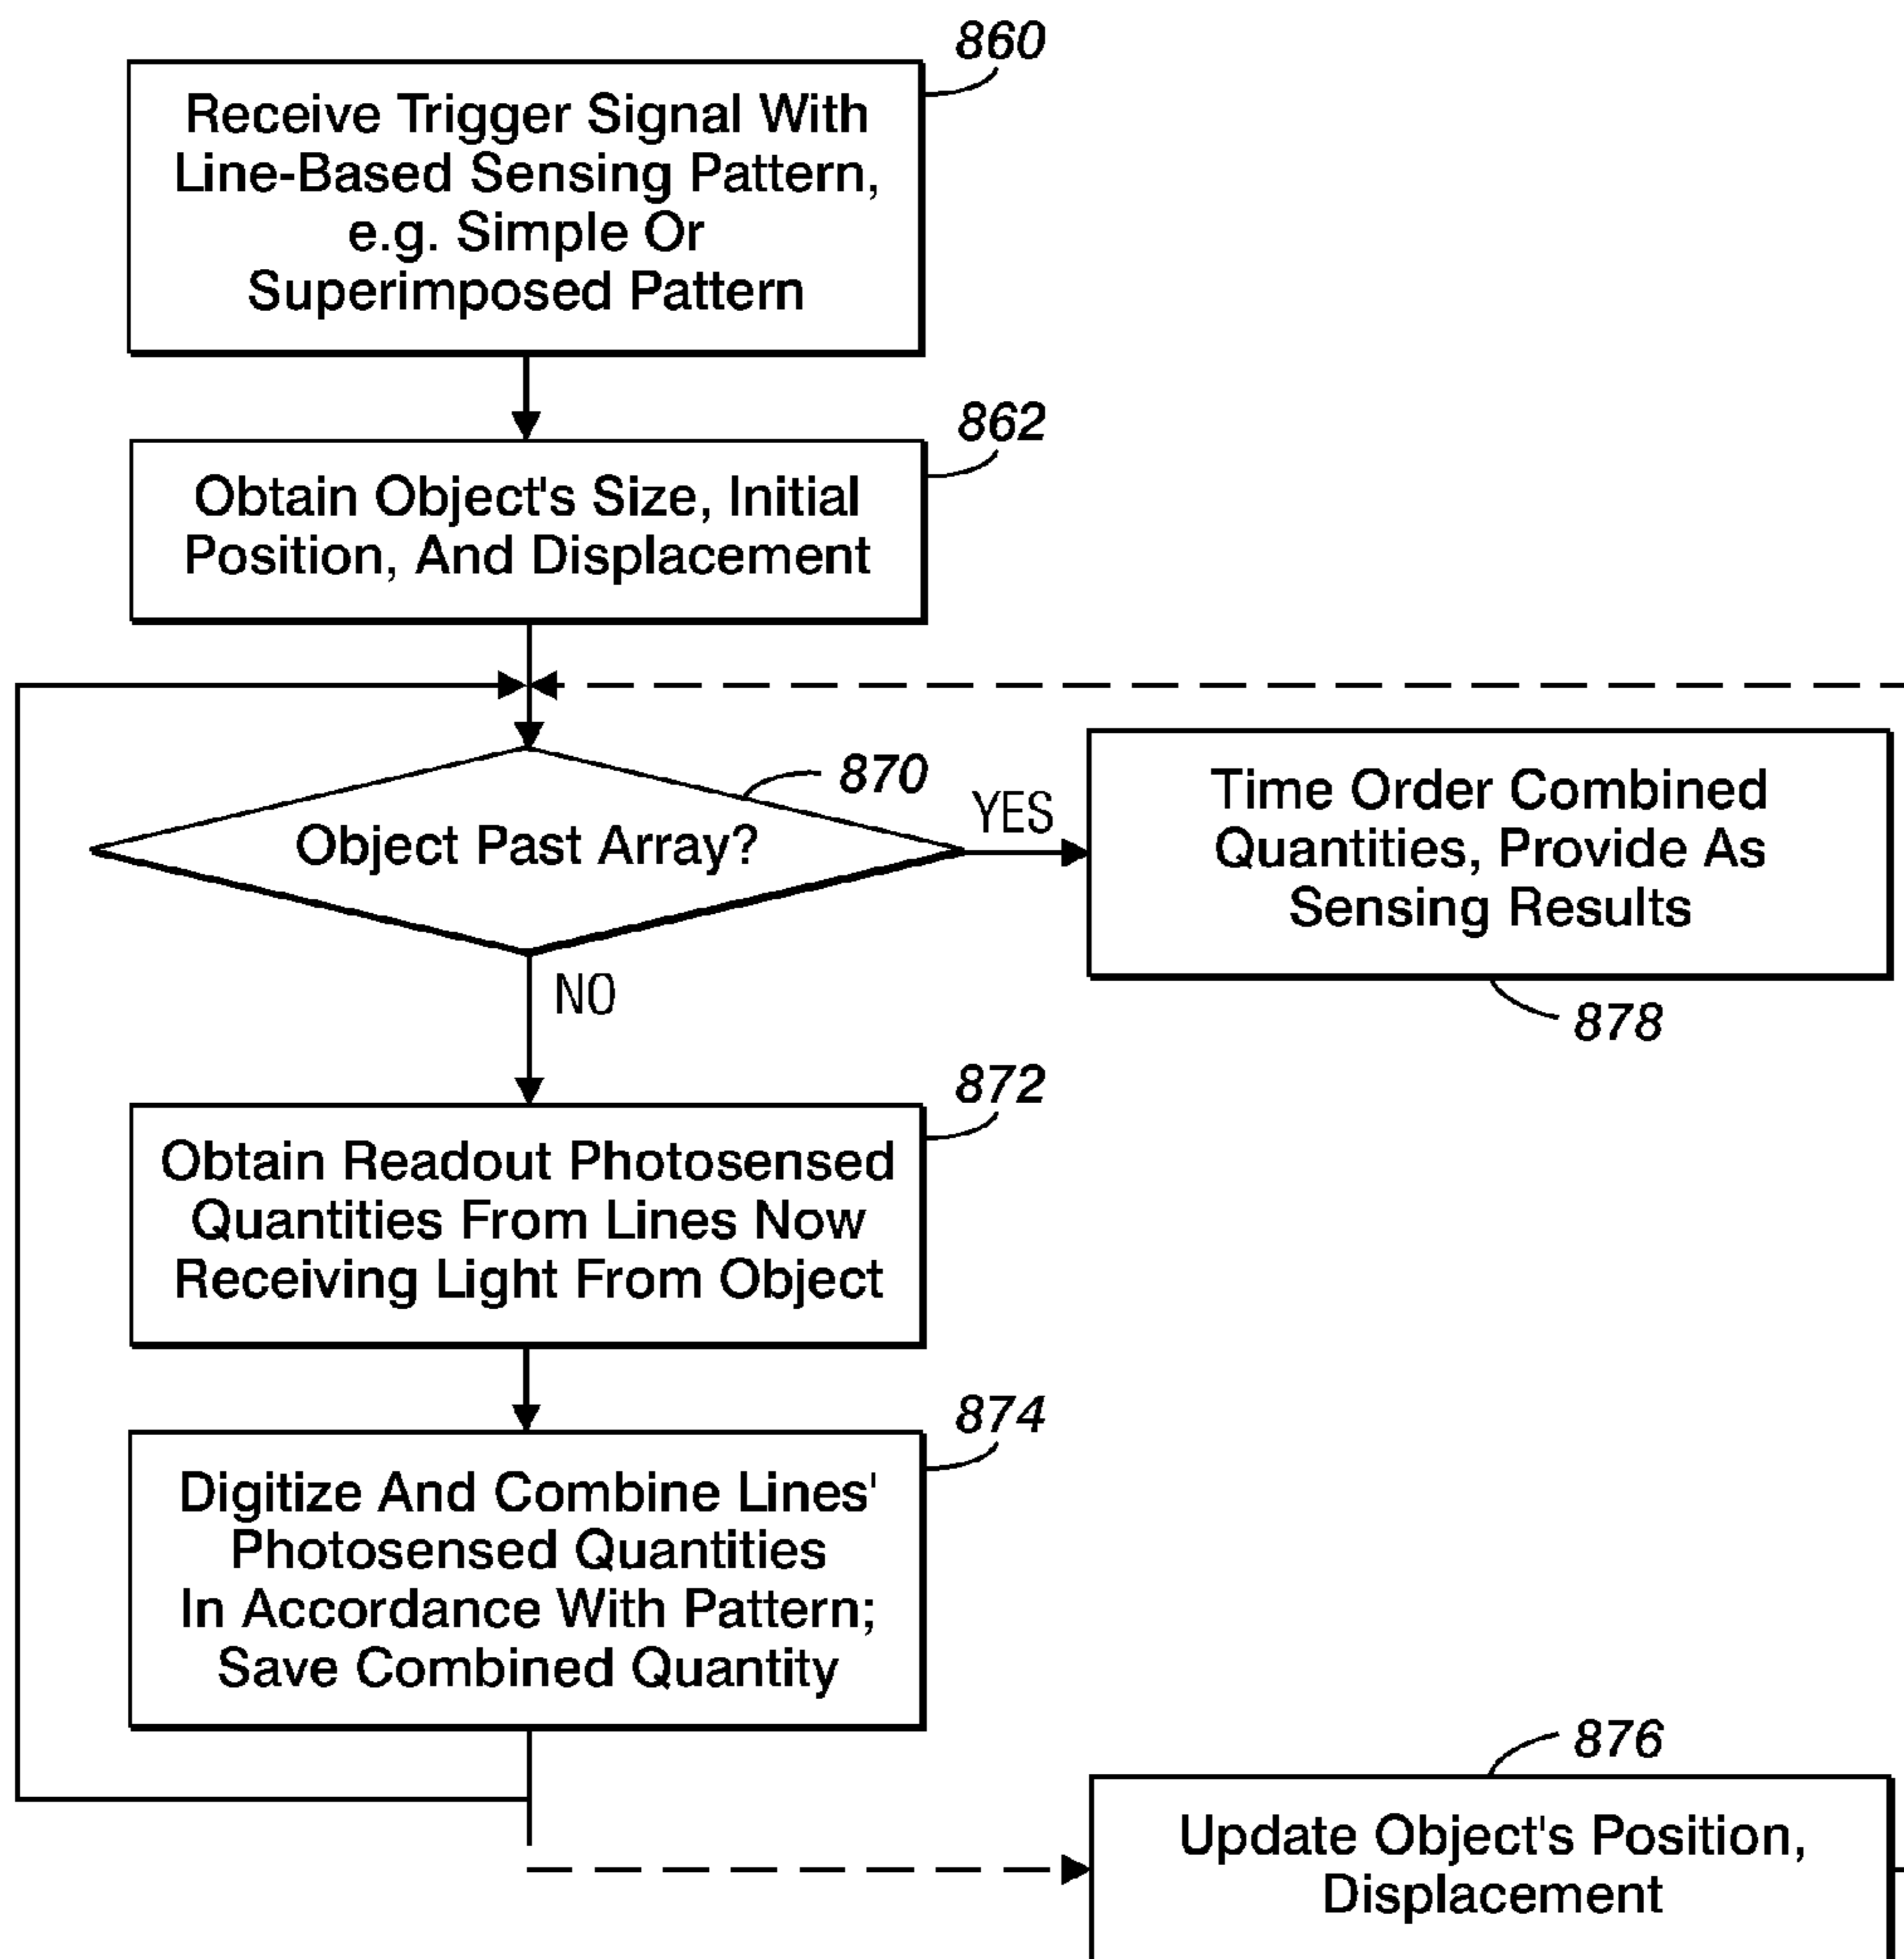 860
Receive Trigger Signal With
Line-Based Sensing Pattern,
e.g. Simple Or
Superimposed Pattern
862
Obtain Object's Size, Initial
Position, And Displacement
870
Object Past Array?
YES
Time Order Combined
Quantities, Provide As
Sensing Results
878
NO
872
Obtain Readout Photosensed
Quantities From Lines Now
Receiving Light From Object
874
Digitize And Combine Lines'
Photosensed Quantities
In Accordance With Pattern;
Save Combined Quantity
876
Update Object's Position,
Displacement